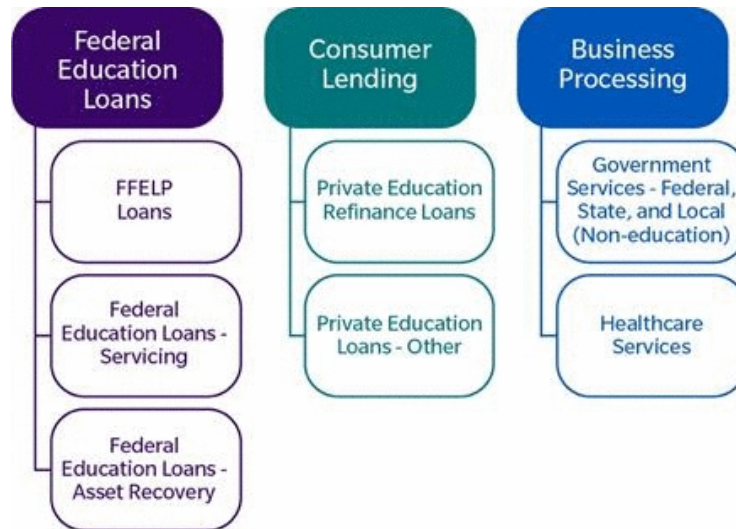 Federal
Education
Loans
FFELP
Loans
Federal
Education Loans -
Servicing
Federal
Education Loans -
Asset Recovery
Consumer
Lending
Private Education
Refinance Loans
Private Education
Loans - Other
Business
Processing
Government
Services - Federal,
State, and Local
(Non-education)
Healthcare
Services